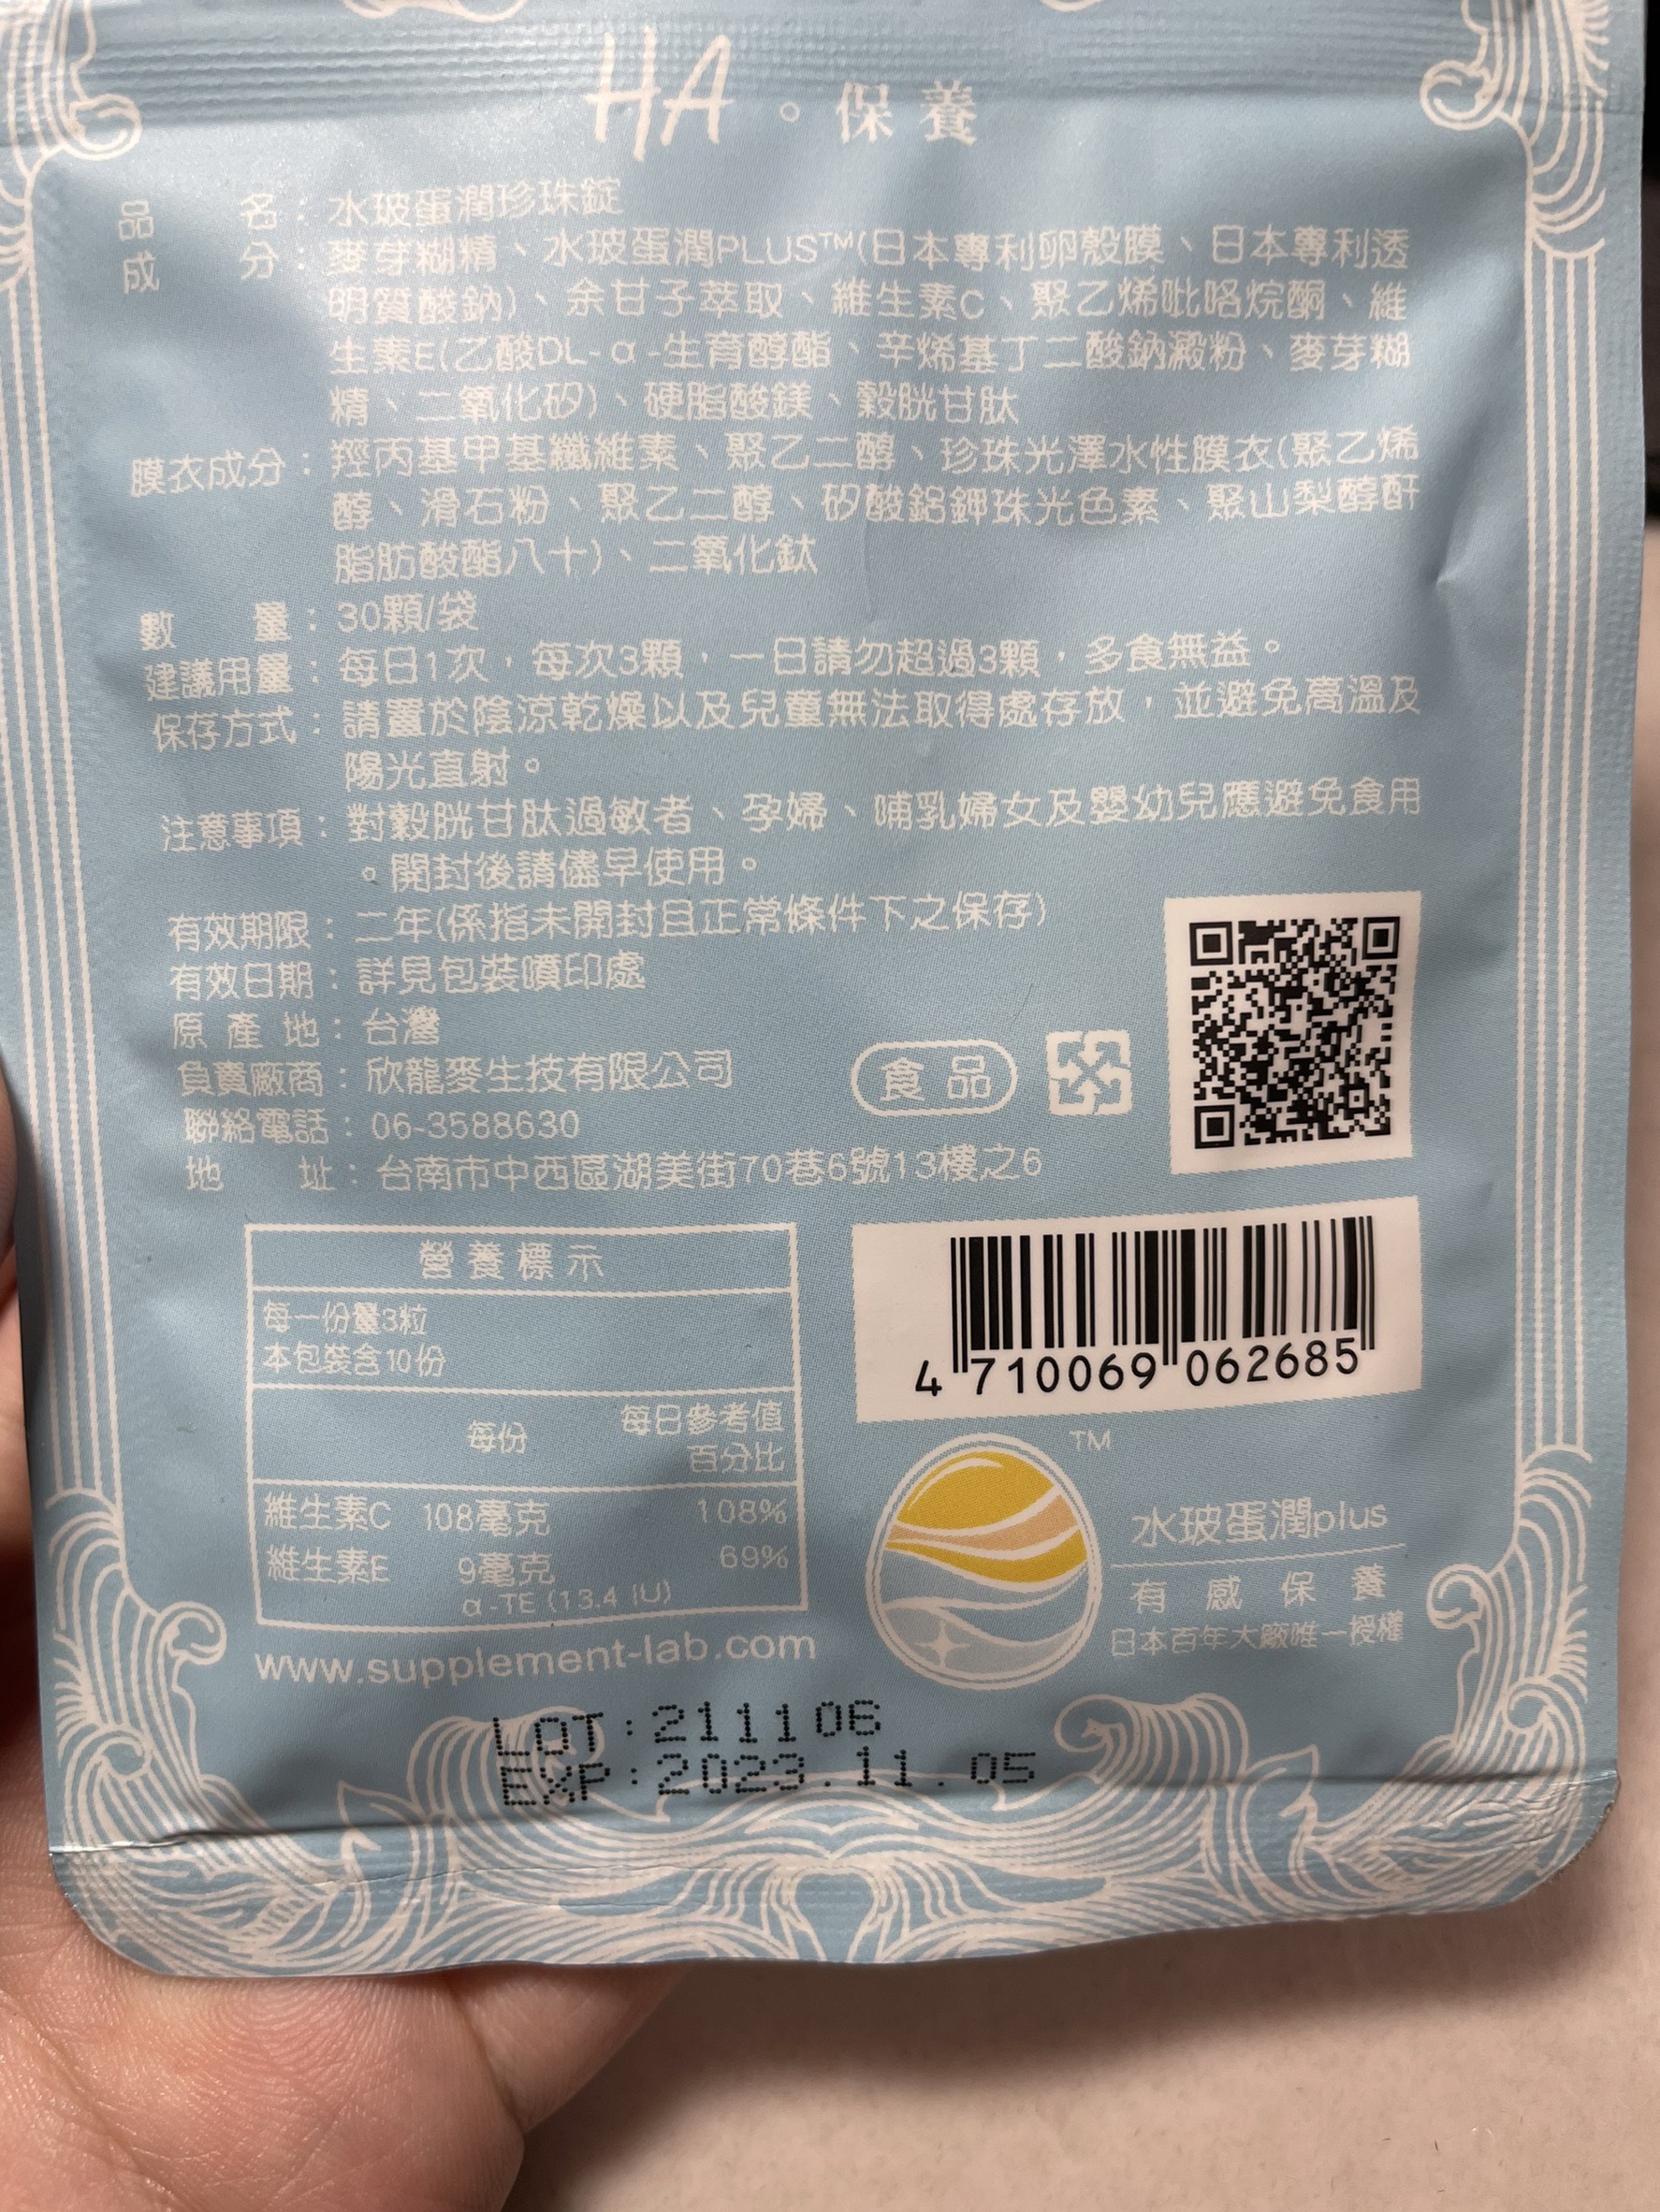 HA。保養
品名：水玻蛋潤珍珠錠
成分：麥芽糊精、水玻蛋潤PLUS™(日本專利卵殼膜、日本專利透
明質酸鈉)、余甘子萃取、維生素C、聚乙烯吡咯烷酮、維
生素E(乙酸DL-α-生育醇酯、辛烯基丁二酸鈉澱粉、麥芽糊
精、二氧化矽)、硬脂酸鎂、穀胱甘肽
膜衣成分：羥丙基甲基纖維素、聚乙二醇、珍珠光澤水性膜衣(聚乙烯
醇、滑石粉、聚乙二醇、矽酸鋁鉀珠光色素、聚山梨醇酐
脂肪酸酯八十)、二氧化鈦
數量：30顆/袋
建議用量：每日1次，每次3顆，一日請勿超過3顆，多食無益。
保存方式：請置於陰涼乾燥以及兒童無法取得處存放，並避免高溫及
陽光直射。
注意事項：對穀胱甘肽過敏者、孕婦、哺乳婦女及嬰幼兒應避免食用
。開封後請儘早使用。
有效期限：二年(係指未開封且正常條件下之保存)
有效日期：詳見包裝噴印處
原產地：台灣
負責廠商：欣龍麥生技有限公司
聯絡電話：06-3588630
地址：台南市中西區湖美街70巷6號13樓之6
食品
營養標示
每一份量3粒
本包裝含10份
每份 每日參考值
百分比
維生素C 108毫克 108%
維生素E 9毫克 69%
α-TE (13.4 IU)
www.supplement-lab.com
4 710069 062685
TM
水玻蛋潤plus
有感保養
日本百年大廠唯一授權
LOT:211106
EXP:2023.11.05